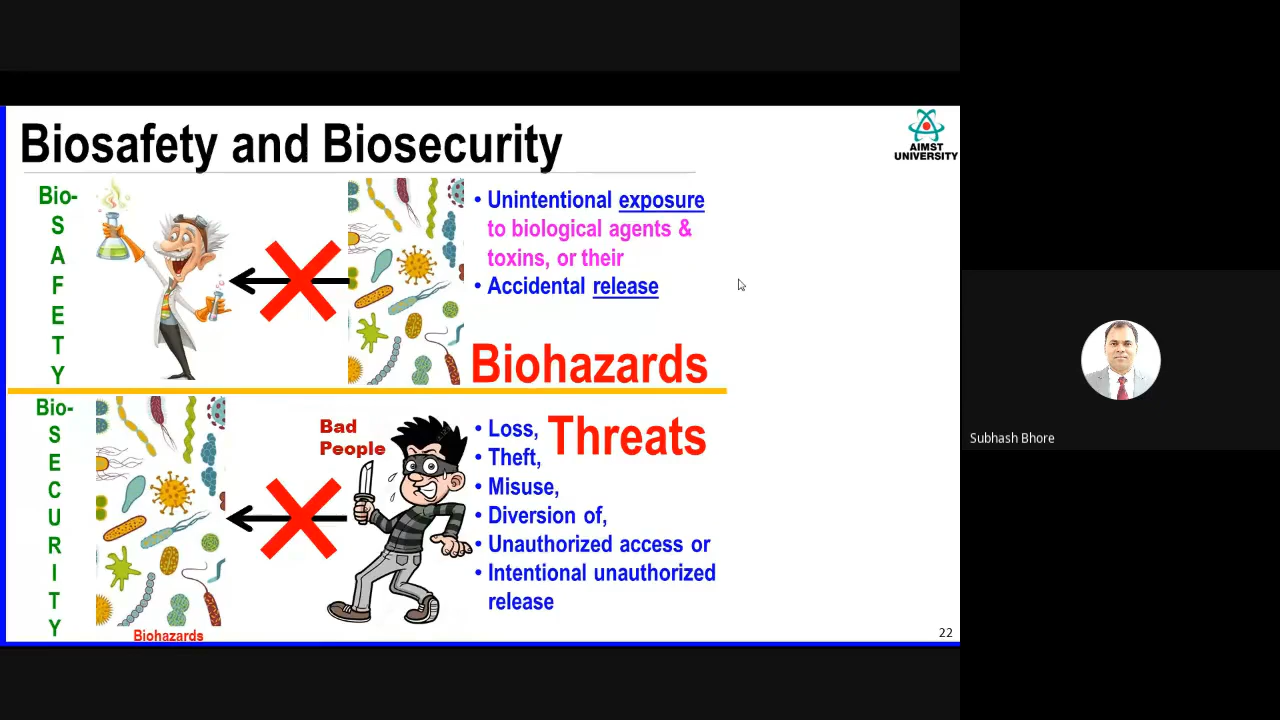 Biosafety and Biosecurity
AIMST
UNIVERSITY
Bio-
S
A
F
E
T
Y
• Unintentional exposure
to biological agents &
toxins, or their
• Accidental release
Biohazards
Bio-
S
E
C
U
R
I
T
Y
Biohazards
Bad
People
Threats
• Loss,
• Theft,
• Misuse,
• Diversion of,
• Unauthorized access or
• Intentional unauthorized
release
22
Subhash Bhore